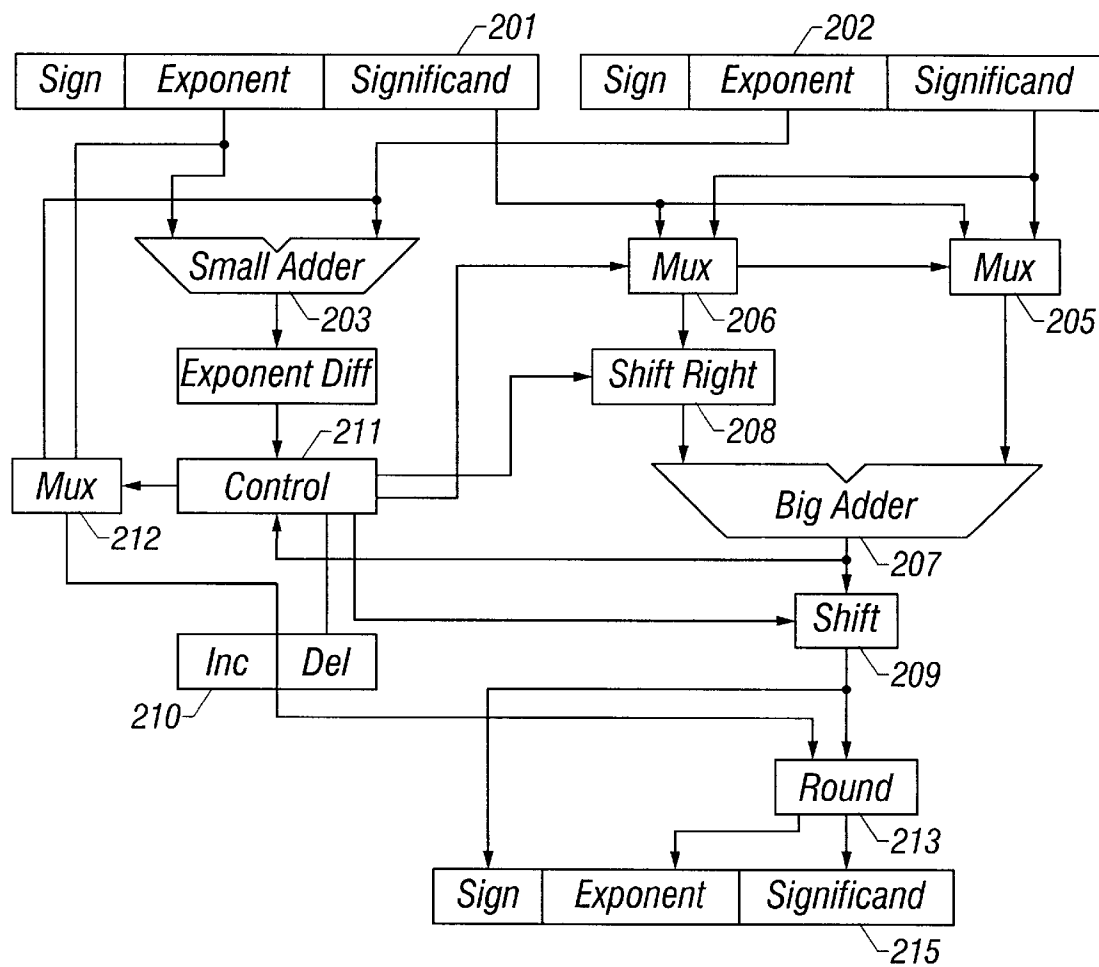 201
202
Sign Exponent Significand
Sign Exponent Significand
Small Adder
203
Mux
206
Mux
205
Exponent Diff
Shift Right
208
211
Mux
212
Control
Big Adder
207
Shift
209
Inc Del
210
Round
213
Sign Exponent Significand
215